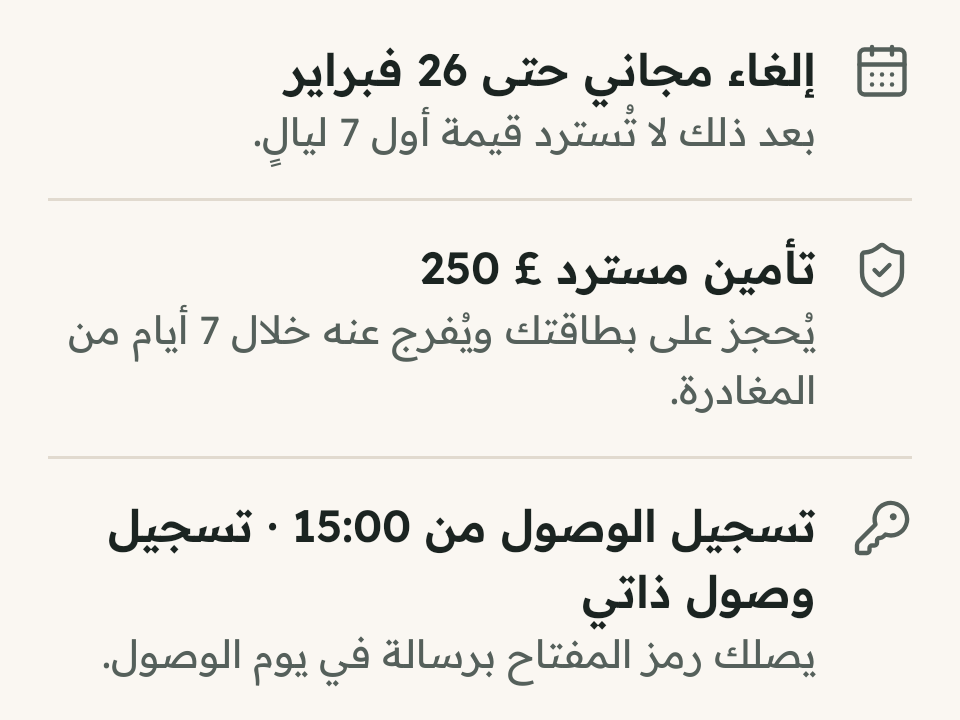 إلغاء مجاني حتى 26 فبراير
بعد ذلك لا تُسترد قيمة أول 7 ليالٍ.
تأمين مسترد £ 250
يُحجز على بطاقتك ويُفرج عنه خلال 7 أيام من
المغادرة.
تسجيل الوصول من 15:00 · تسجيل
وصول ذاتي
يصلك رمز المفتاح برسالة في يوم الوصول.